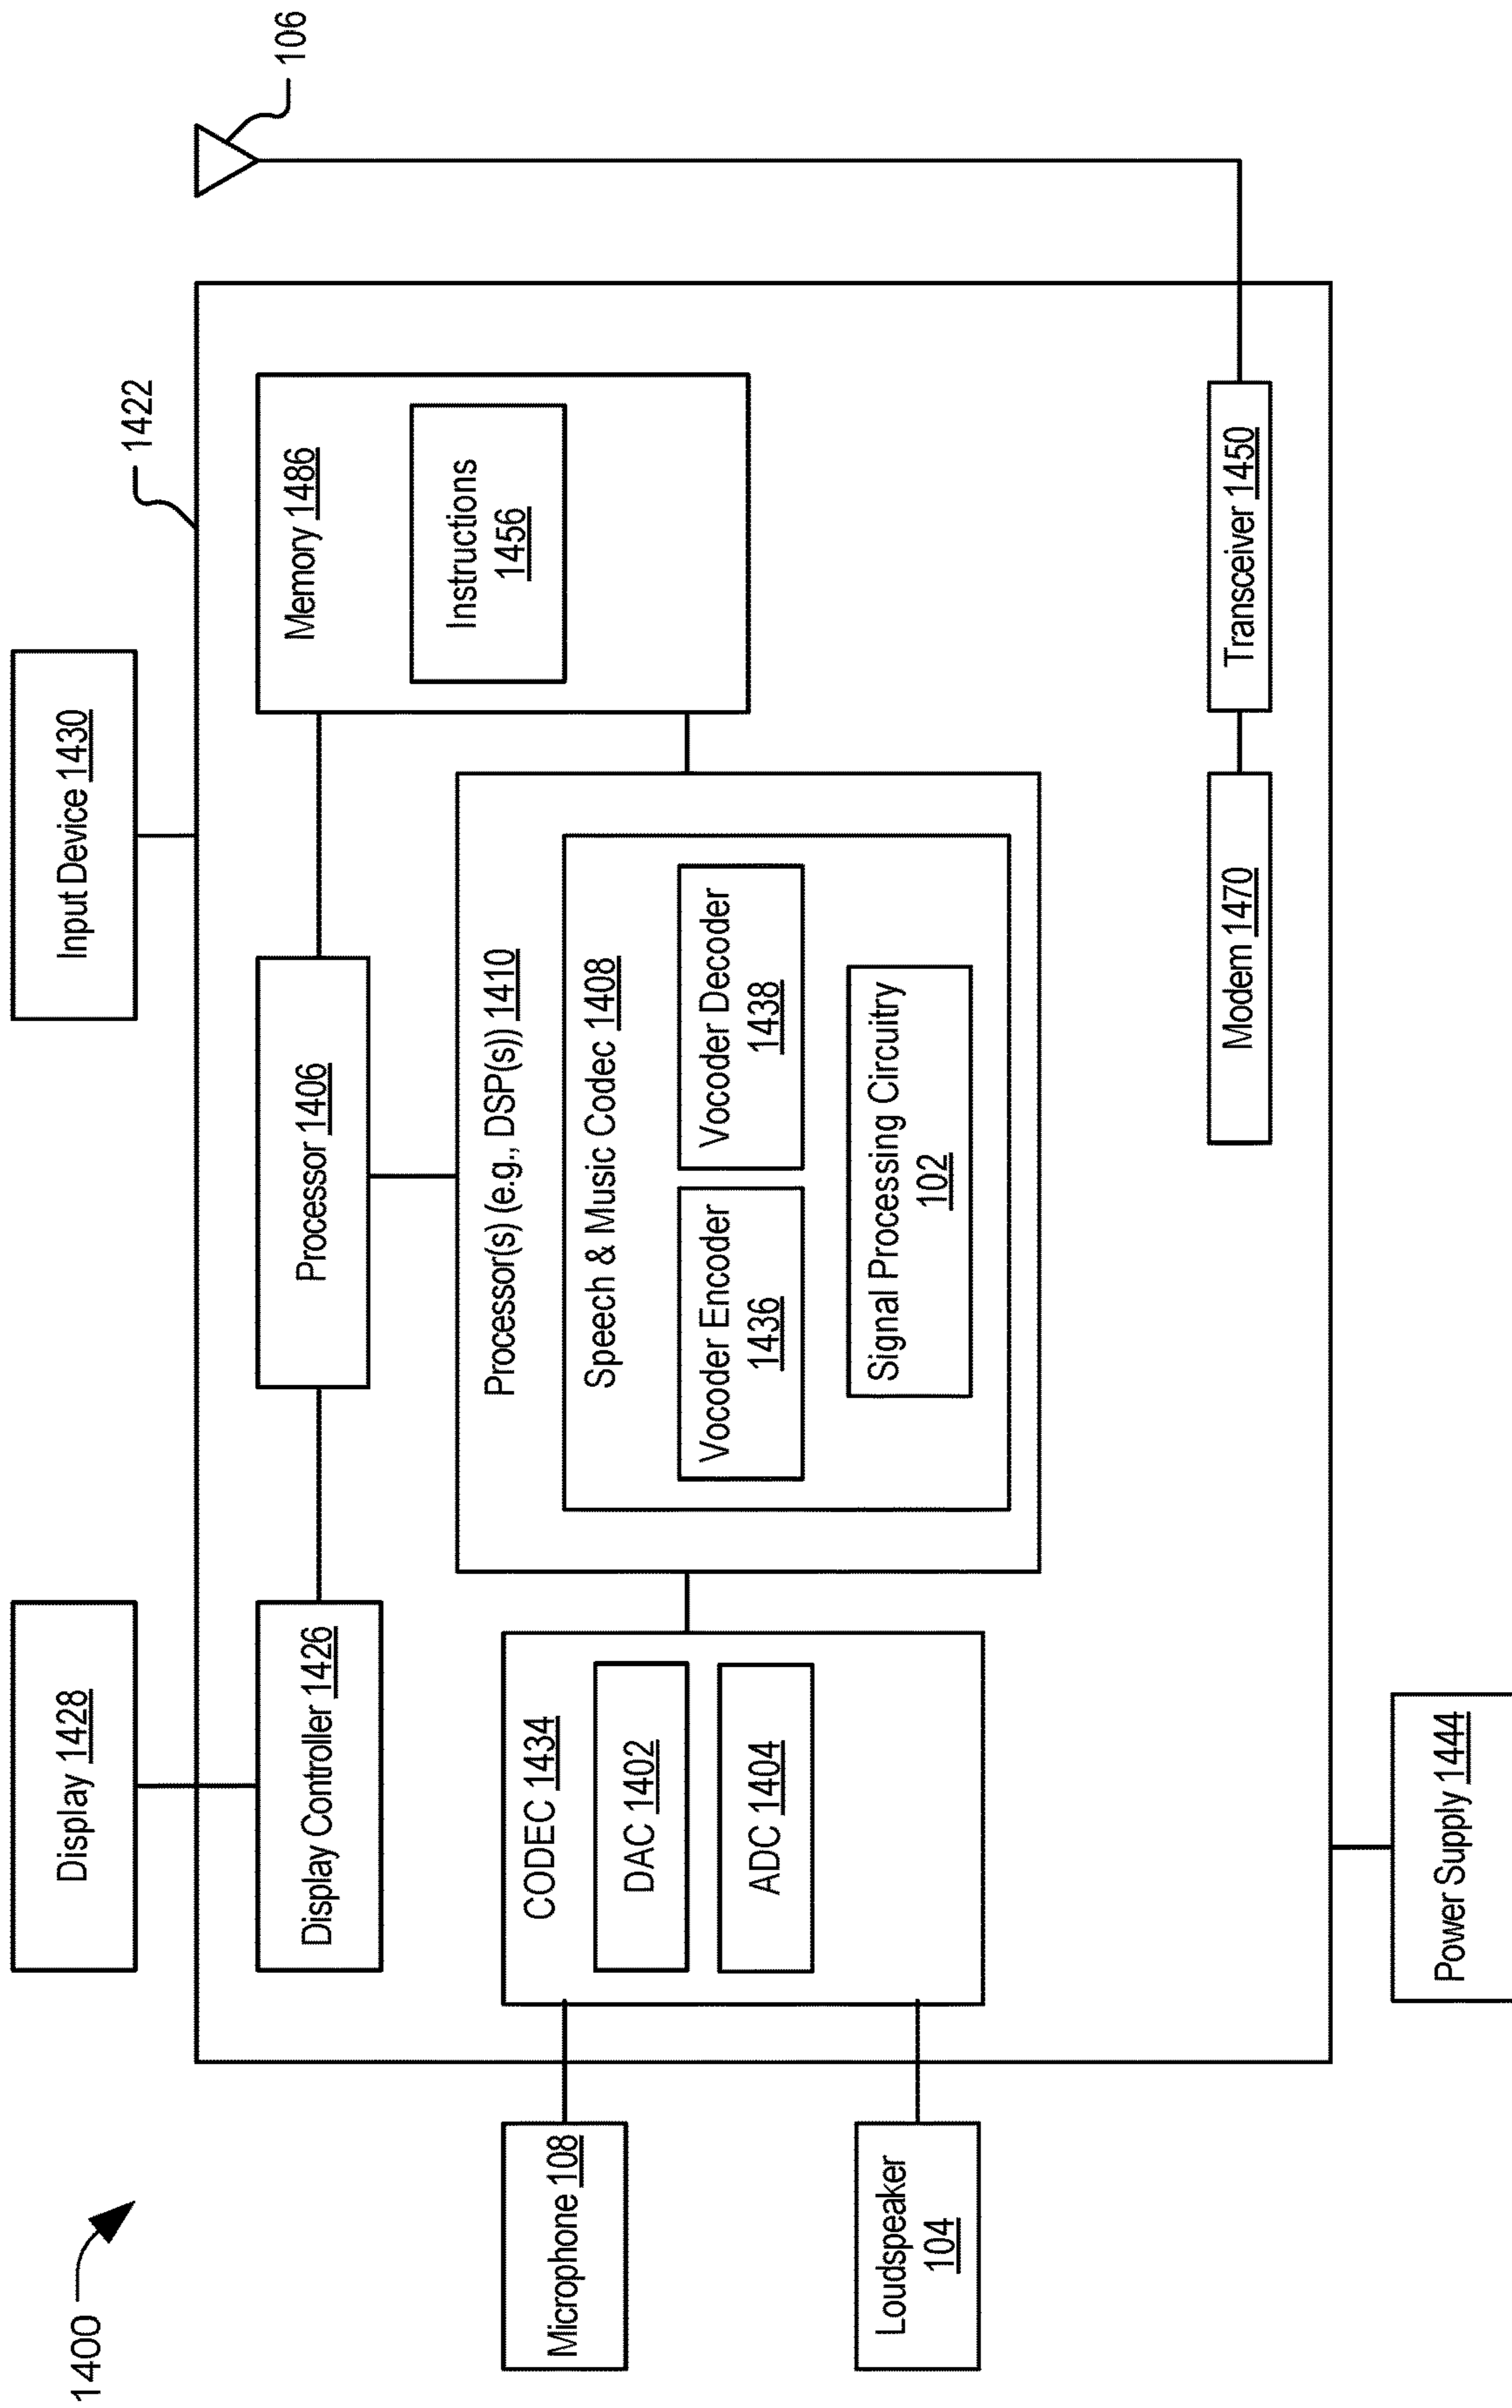 1400
Display 1428
Input Device 1430
1422
106
Display Controller 1426
Processor 1406
Memory 1486
Instructions
1456
Microphone 108
Loudspeaker
104
CODEC 1434
DAC 1402
ADC 1404
Processor(s) (e.g., DSP(s)) 1410
Speech & Music Codec 1408
Vocoder Encoder
1436
Vocoder Decoder
1438
Signal Processing Circuitry
102
Modem 1470
Transceiver 1450
Power Supply 1444